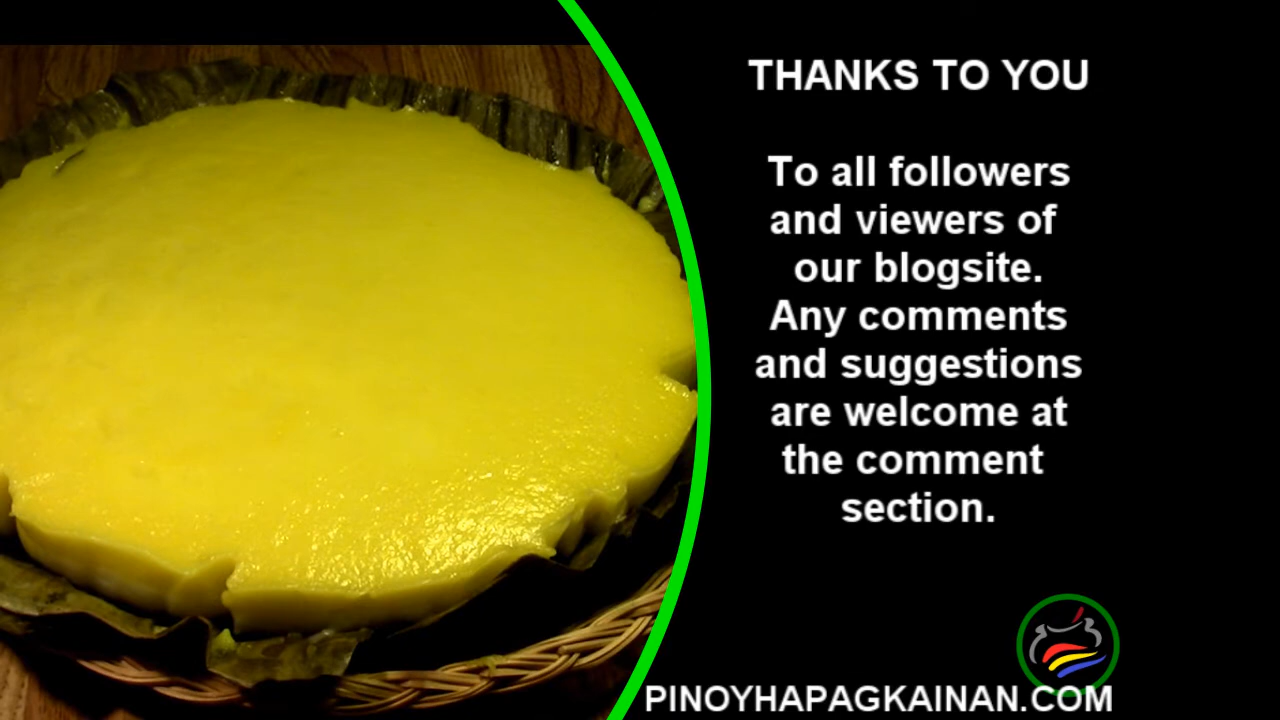 THANKS TO YOU
To all followers
and viewers of
our blogsite.
Any comments
and suggestions
are welcome at
the comment
section.
PINOYHAPAGKAINAN.COM